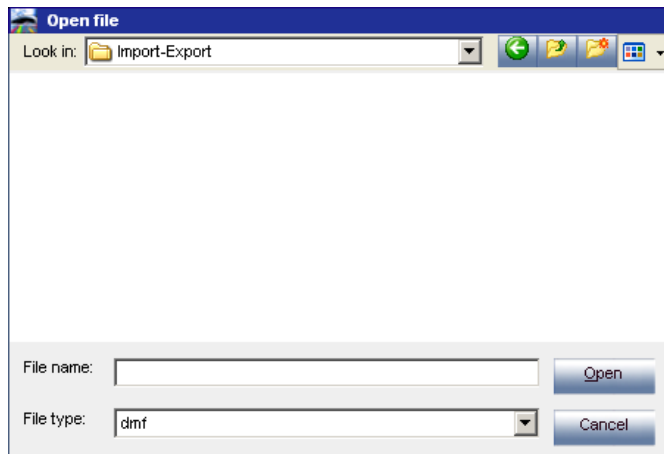 Open file
Look in: Import-Export
File name: Open
File type: dmf Cancel